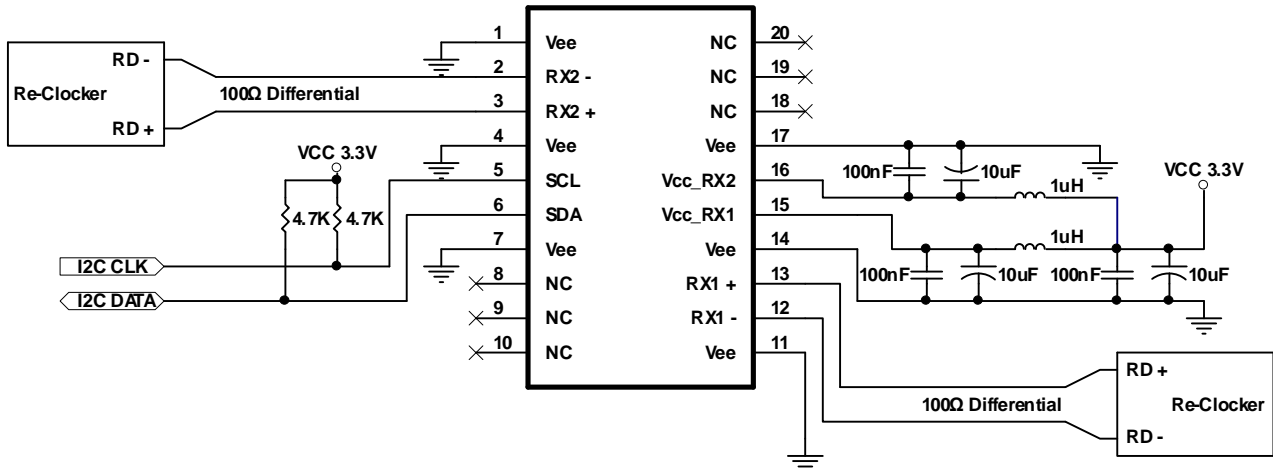 Re-Clocker
RD -
RD +
100Ω Differential
VCC 3.3V
4.7K
4.7K
I2C CLK
I2C DATA
1
2
3
4
5
6
7
8
9
10
Vee
RX2 -
RX2 +
Vee
SCL
SDA
Vee
NC
NC
NC
NC
NC
NC
Vee
Vcc_RX2
Vcc_RX1
Vee
RX1 +
RX1 -
Vee
20
19
18
17
16
15
14
13
12
11
100nF
10uF
1uH
VCC 3.3V
1uH
100nF
10uF
100nF
10uF
100Ω Differential
RD +
Re-Clocker
RD -